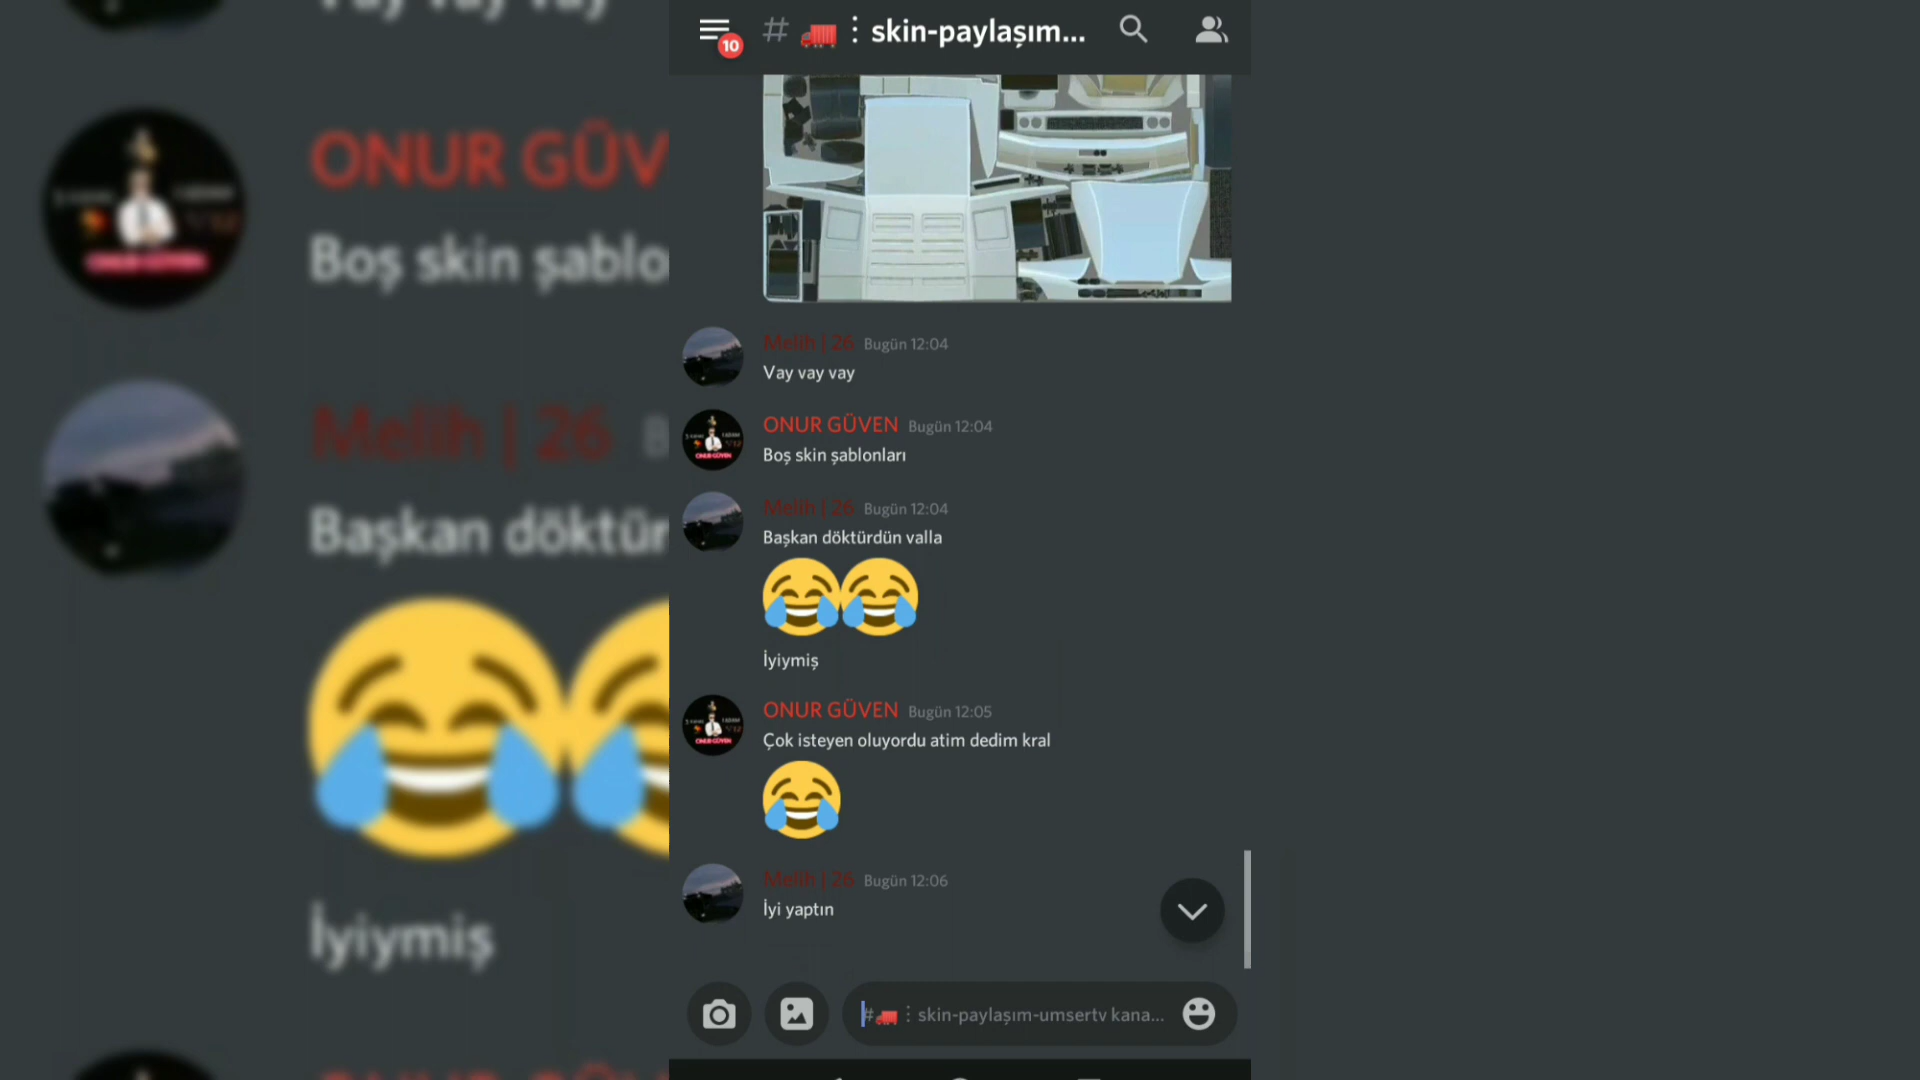 10
# 🚛⋮skin-paylaşım...
Melih | 26 Bugün 12:04
Vay vay vay
ONUR GÜVEN Bugün 12:04
Boş skin şablonları
Melih | 26 Bugün 12:04
Başkan döktürdün valla
😂😂
İyiymiş
ONUR GÜVEN Bugün 12:05
Çok isteyen oluyordu atim dedim kral
😂
Melih | 26 Bugün 12:06
İyi yaptın
#🚛⋮skin-paylaşım-umsertv kana...
ONUR GÜV
Boş skin şablo
Melih | 26 B
Başkan döktür
İyiymiş